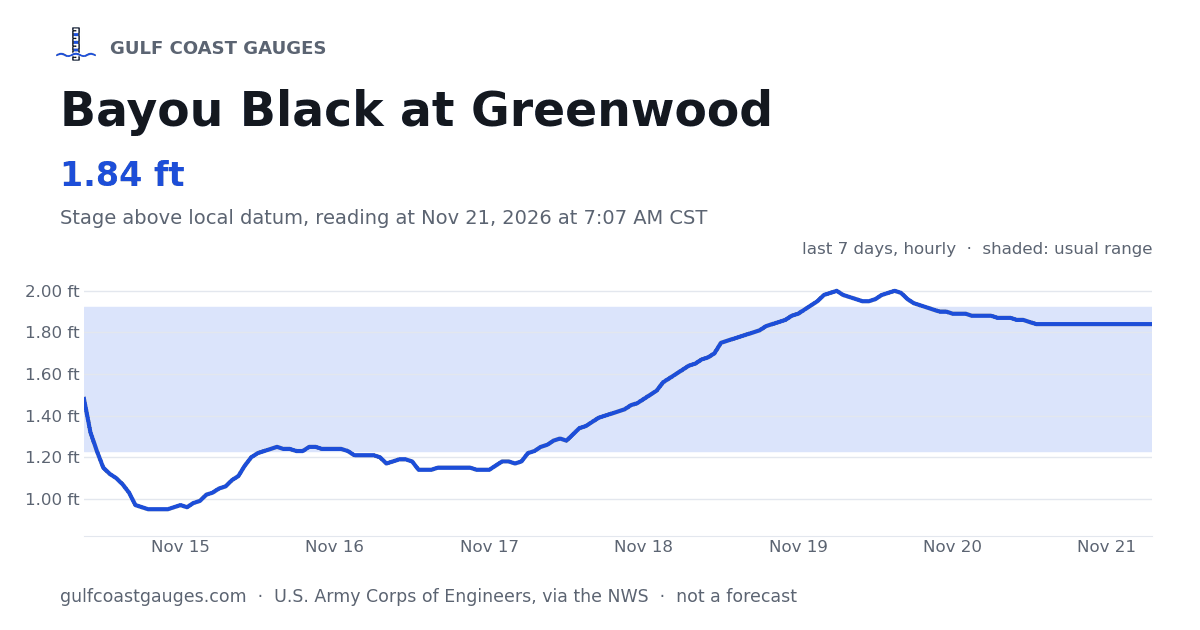 GULF COAST GAUGES
Bayou Black at Greenwood
1.84 ft
Stage above local datum, reading at Nov 21, 2026 at 7:07 AM CST
last 7 days, hourly · shaded: usual range
2.00 ft
1.80 ft
1.60 ft
1.40 ft
1.20 ft
1.00 ft
Nov 15 Nov 16 Nov 17 Nov 18 Nov 19 Nov 20 Nov 21
gulfcoastgauges.com · U.S. Army Corps of Engineers, via the NWS · not a forecast